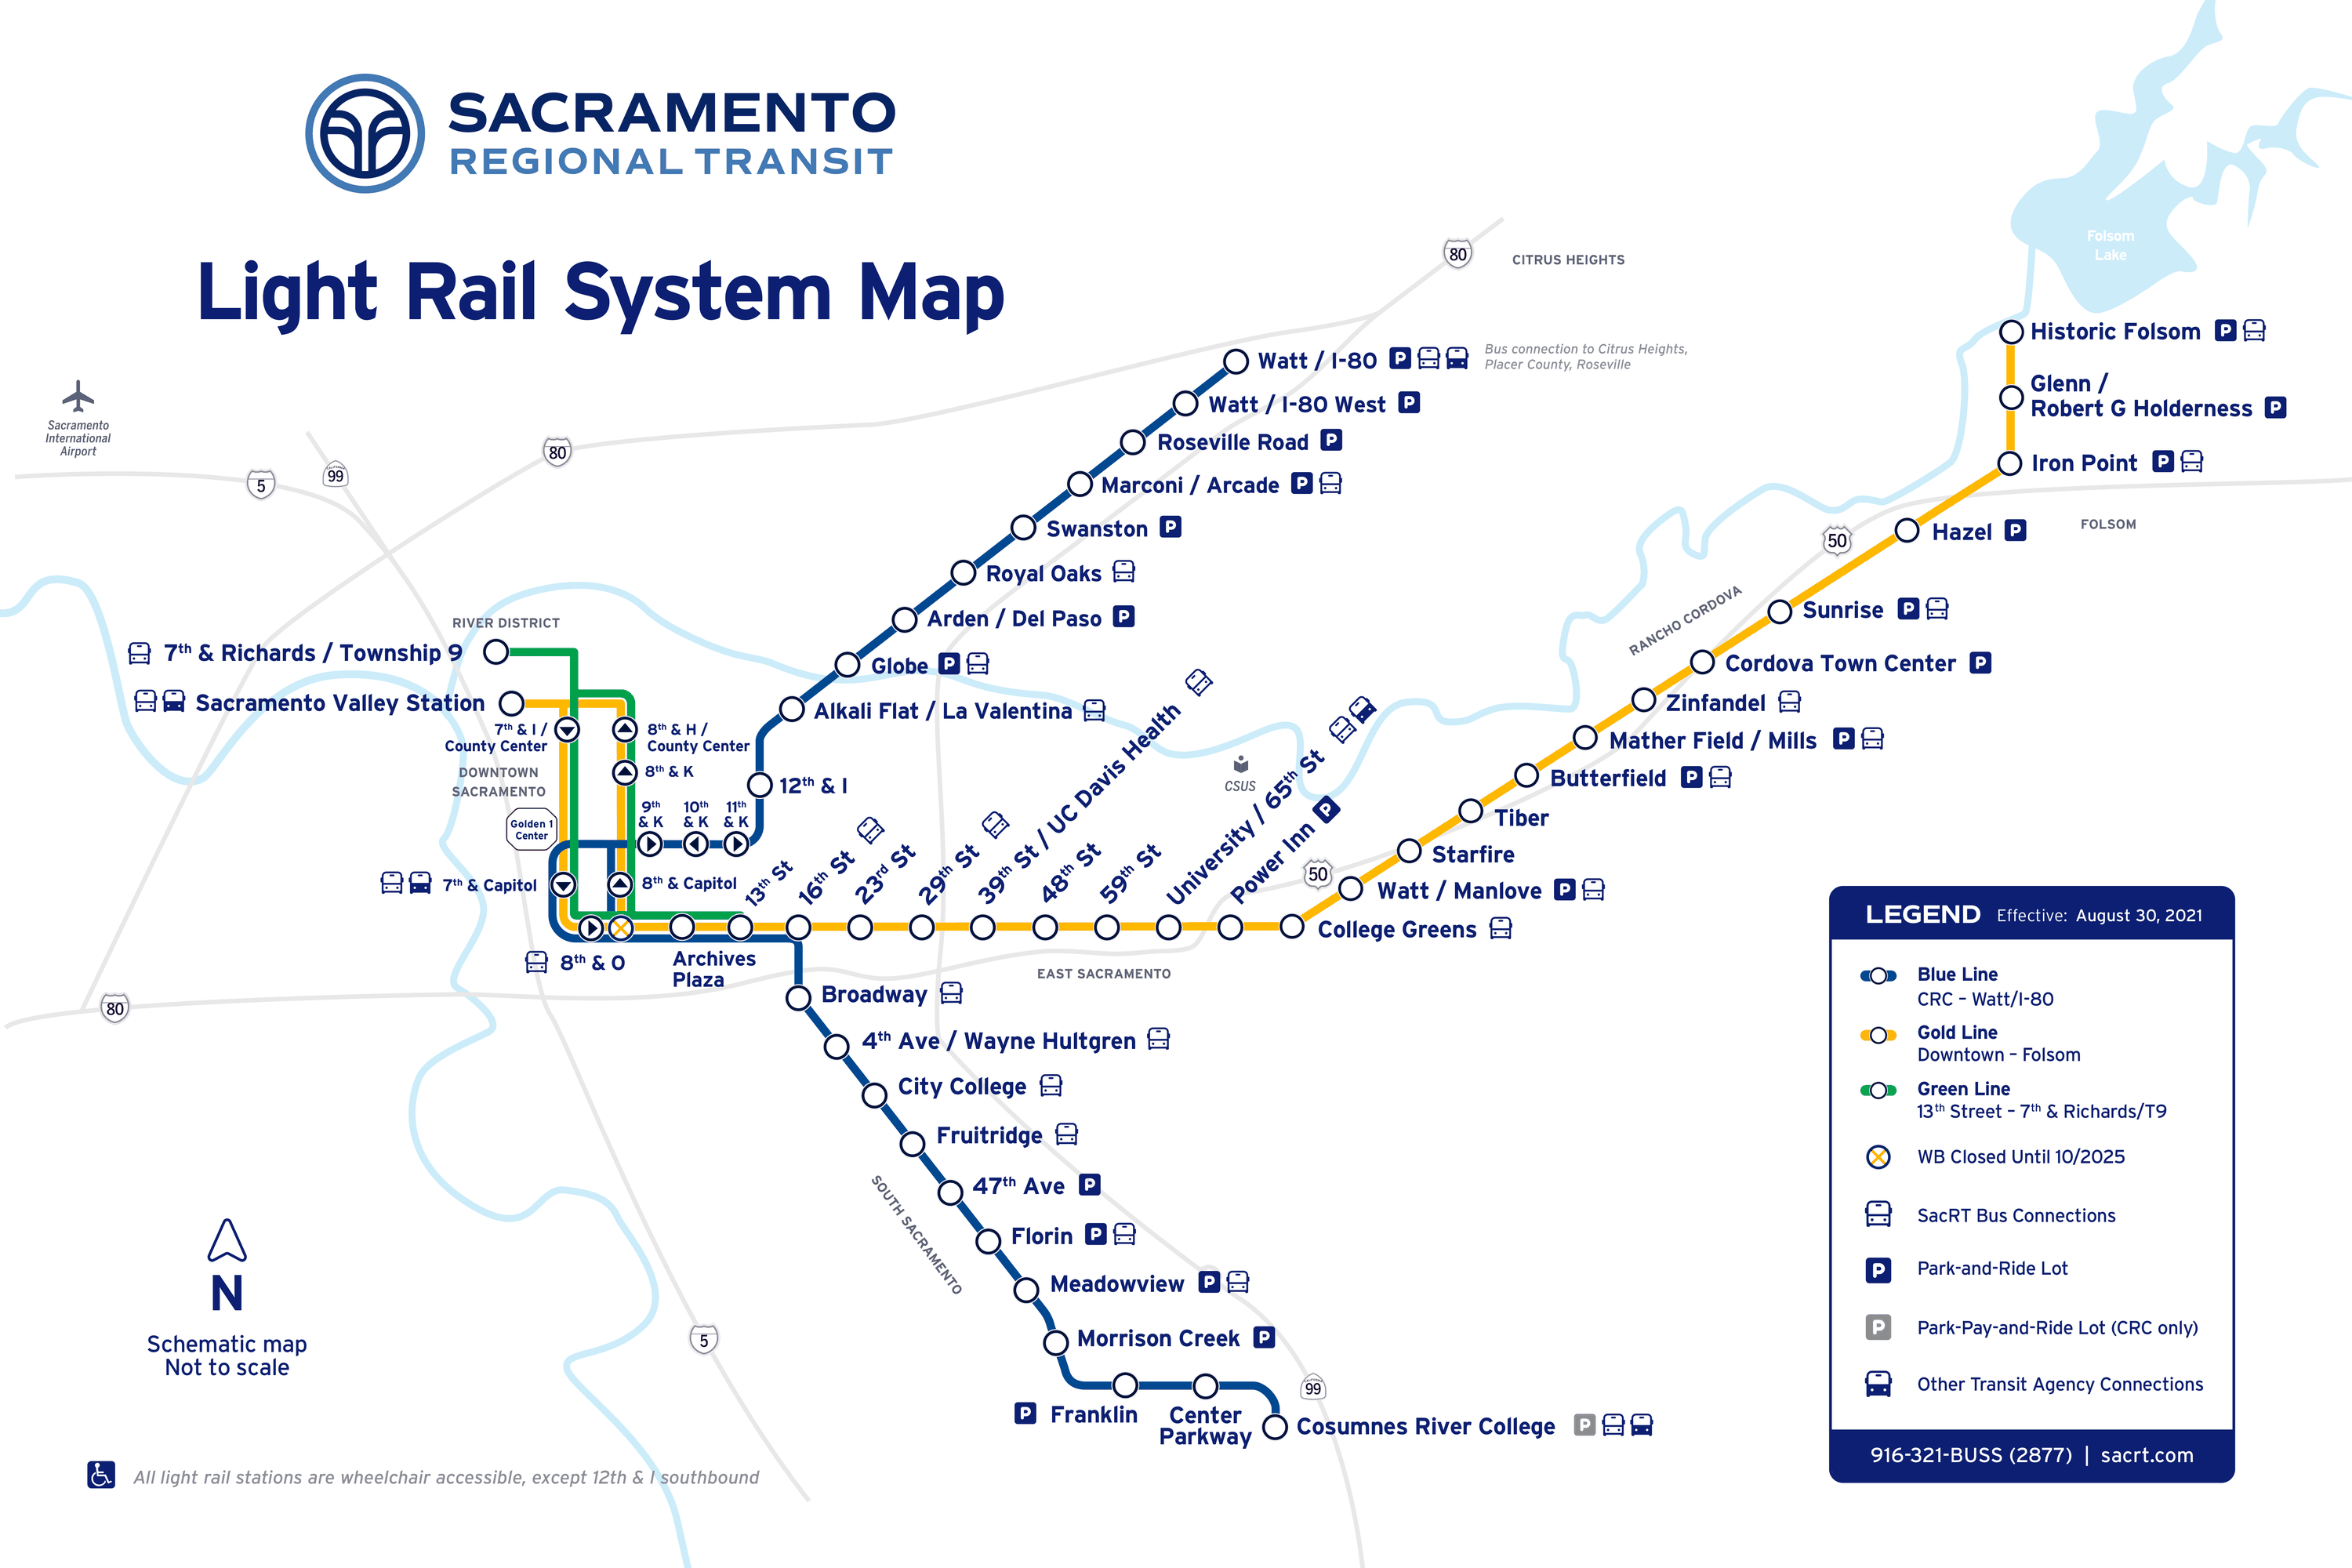 SACRAMENTO
REGIONAL TRANSIT
Light Rail System Map
80
CITRUS HEIGHTS
Folsom
Lake
Historic Folsom P
Glenn /
Robert G Holderness P
Iron Point P
Watt / I-80 P
Bus connection to Citrus Heights,
Placer County, Roseville
Watt / I-80 West P
Roseville Road P
Marconi / Arcade P
Swanston P
Royal Oaks
Arden / Del Paso P
Globe P
Alkali Flat / La Valentina
12th & I
Sacramento
International
Airport
5
99
80
Hazel P
FOLSOM
50
RANCHO CORDOVA
Sunrise P
Cordova Town Center P
Zinfandel
Mather Field / Mills P
Butterfield P
Tiber
Starfire
50
Watt / Manlove P
College Greens
RIVER DISTRICT
7th & Richards / Township 9
Sacramento Valley Station
7th & I /
County Center
8th & H /
County Center
DOWNTOWN
SACRAMENTO
8th & K
9th
& K
10th
& K
11th
& K
Golden 1
Center
7th & Capitol
8th & Capitol
13th St
16th St
23rd St
29th St
39th St / UC Davis Health
48th St
59th St
University / 65th St
Power Inn P
CSUS
8th & O
Archives
Plaza
EAST SACRAMENTO
80
Broadway
4th Ave / Wayne Hultgren
City College
Fruitridge
47th Ave P
SOUTH SACRAMENTO
Florin P
Meadowview P
Morrison Creek P
P Franklin
Center
Parkway
Cosumnes River College P
99
5
N
Schematic map
Not to scale
All light rail stations are wheelchair accessible, except 12th & I southbound
LEGEND Effective: August 30, 2021
Blue Line
CRC – Watt/I-80
Gold Line
Downtown – Folsom
Green Line
13th Street – 7th & Richards/T9
WB Closed Until 10/2025
SacRT Bus Connections
P Park-and-Ride Lot
P Park-Pay-and-Ride Lot (CRC only)
Other Transit Agency Connections
916-321-BUSS (2877) | sacrt.com